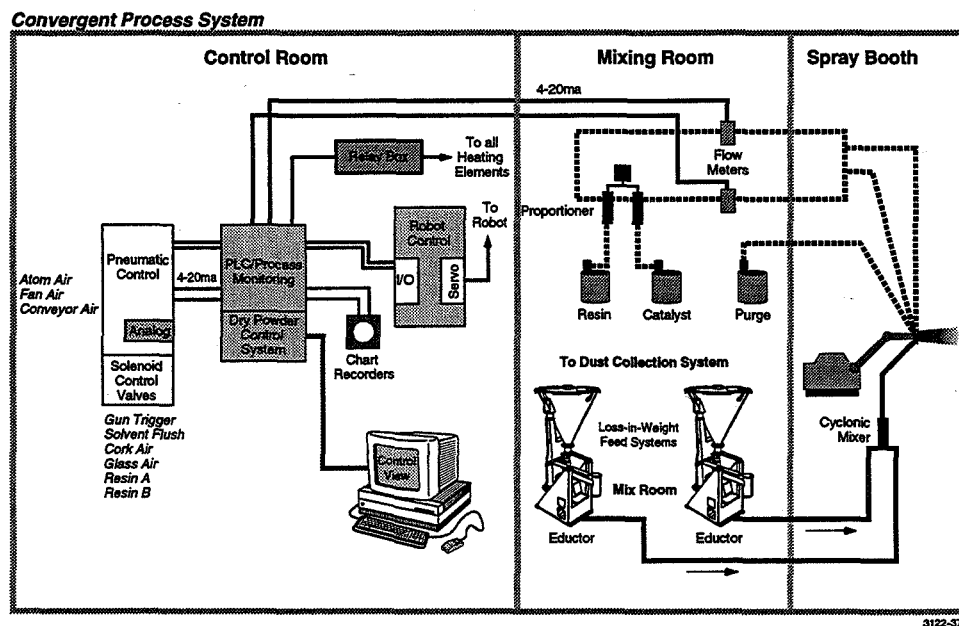 Convergent Process System
Control Room
Mixing Room
Spray Booth
4-20ma
Relay Box
To all
Heating
Elements
Flow
Meters
Proportioner
To
Robot
Robot
Control
I/O
Servo
Pneumatic
Control
4-20ma
PLC/Process
Monitoring
Atom Air
Fan Air
Conveyor Air
Analog
Dry Powder
Control
System
Chart
Recorders
Solenoid
Control
Valves
Gun Trigger
Solvent Flush
Cork Air
Glass Air
Resin A
Resin B
Control
View
Resin
Catalyst
Purge
To Dust Collection System
Loss-in-Weight
Feed Systems
Mix Room
Eductor
Eductor
Cyclonic
Mixer